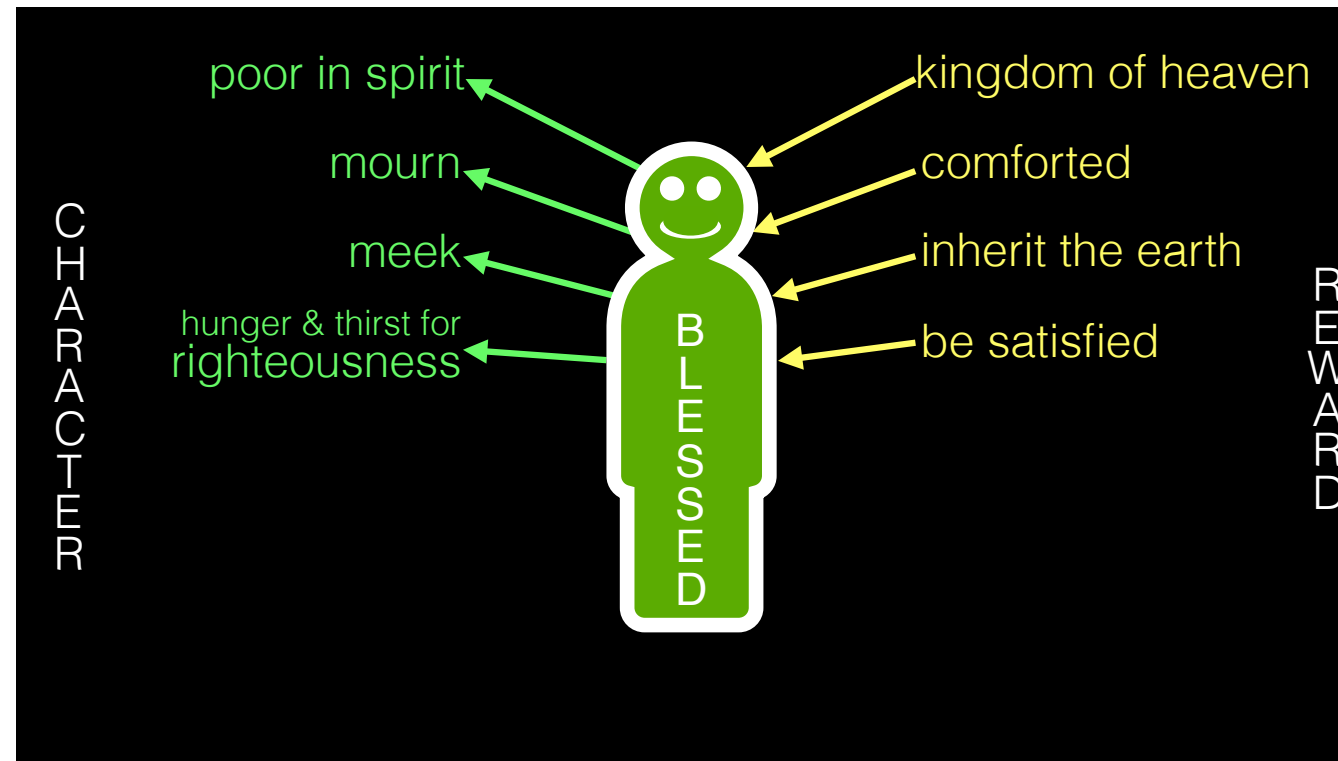 CHARACTER
poor in spirit
mourn
meek
hunger & thirst for
righteousness
BLESSED
kingdom of heaven
comforted
inherit the earth
be satisfied
REWARD